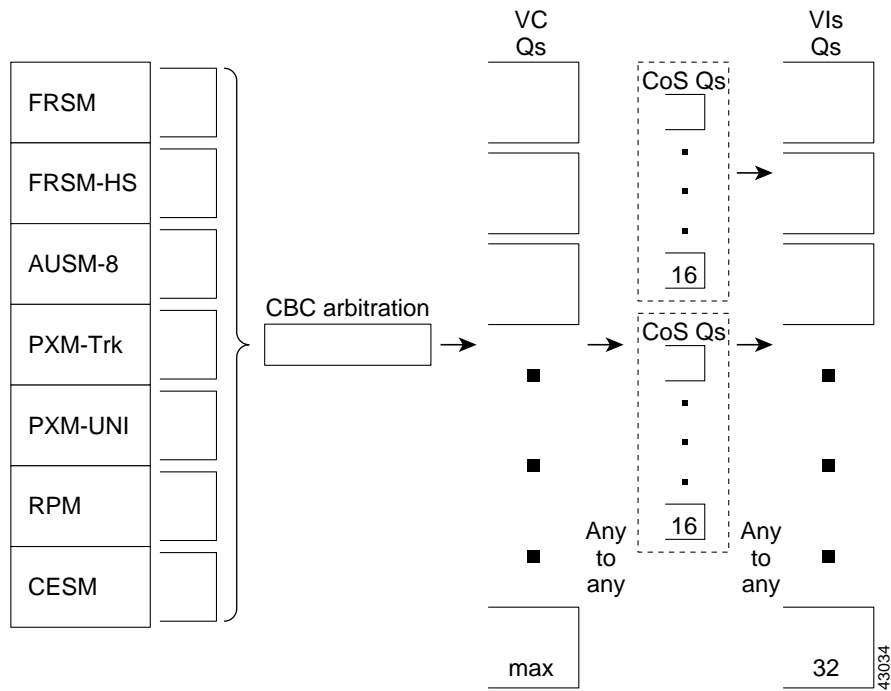 VC
Qs
VIs
Qs
CoS Qs
FRSM
FRSM-HS
AUSM-8
16
CBC arbitration
CoS Qs
PXM-Trk
PXM-UNI
RPM
16
Any
to
any
Any
to
any
CESM
max
32
43034